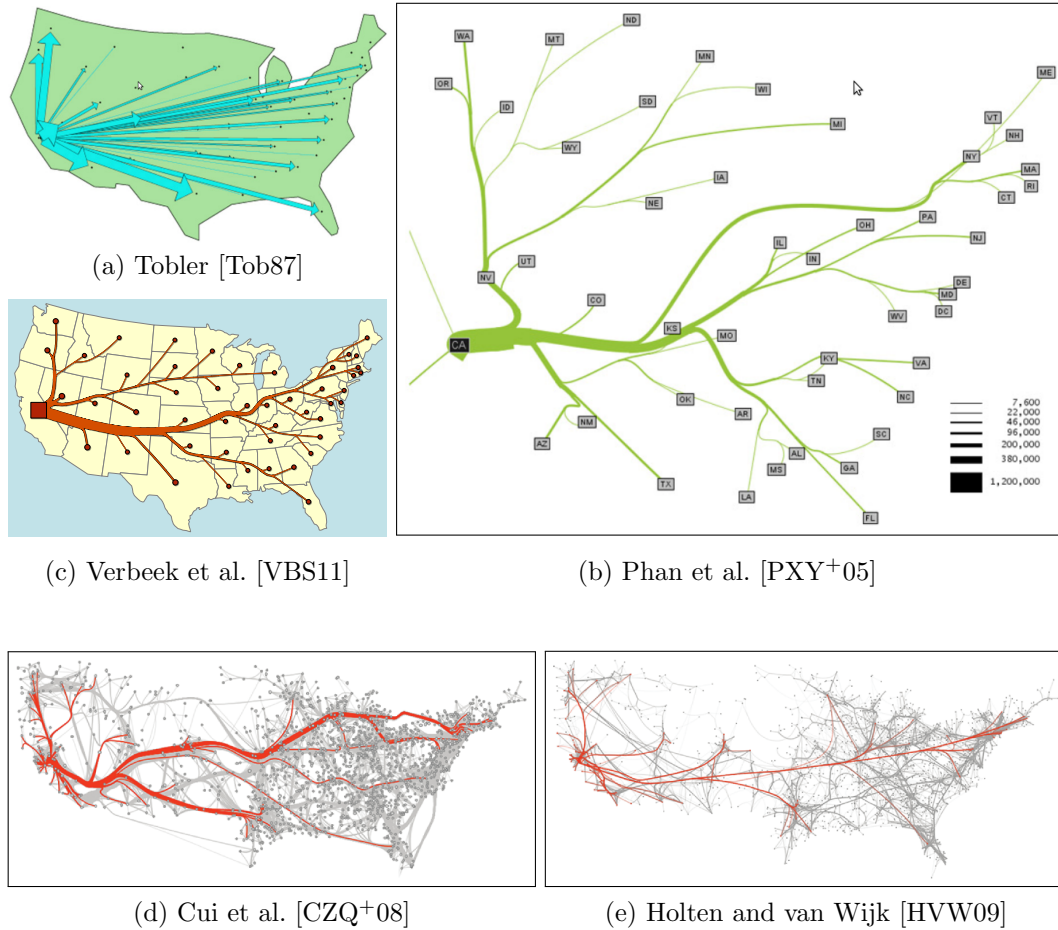 (a) Tobler [Tob87]
WA
ND
MT
MN
OR
ID
SD
WI
ME
WY
MI
VT
NH
NY
MA
RI
CT
IA
NE
PA
OH
NJ
IL
IN
UT
NV
DE
MD
DC
WV
CO
KS
MO
CA
KY
VA
TN
NC
OK
AR
NM
AZ
SC
AL
GA
MS
TX
LA
FL
7,600
22,000
46,000
96,000
200,000
380,000
1,200,000
(c) Verbeek et al. [VBS11]
(b) Phan et al. [PXY+05]
(d) Cui et al. [CZQ+08]
(e) Holten and van Wijk [HVW09]